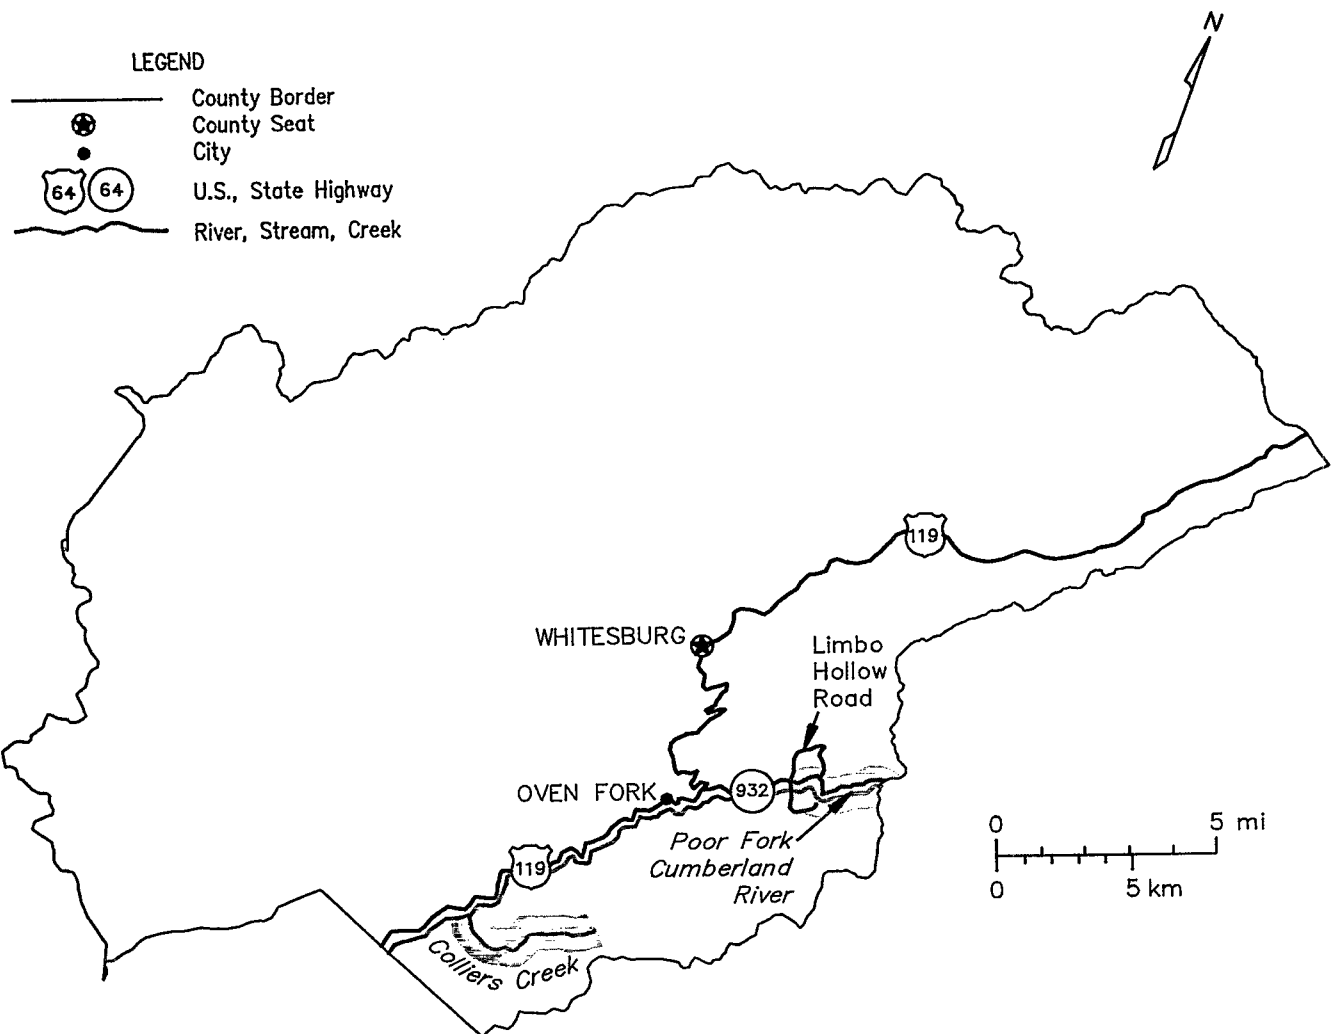 N
LEGEND
County Border
County Seat
City
64 64 U.S., State Highway
River, Stream, Creek
119
WHITESBURG
Limbo
Hollow
Road
OVEN FORK
932
Poor Fork
Cumberland
River
119
Colliers Creek
0 5 mi
0 5 km